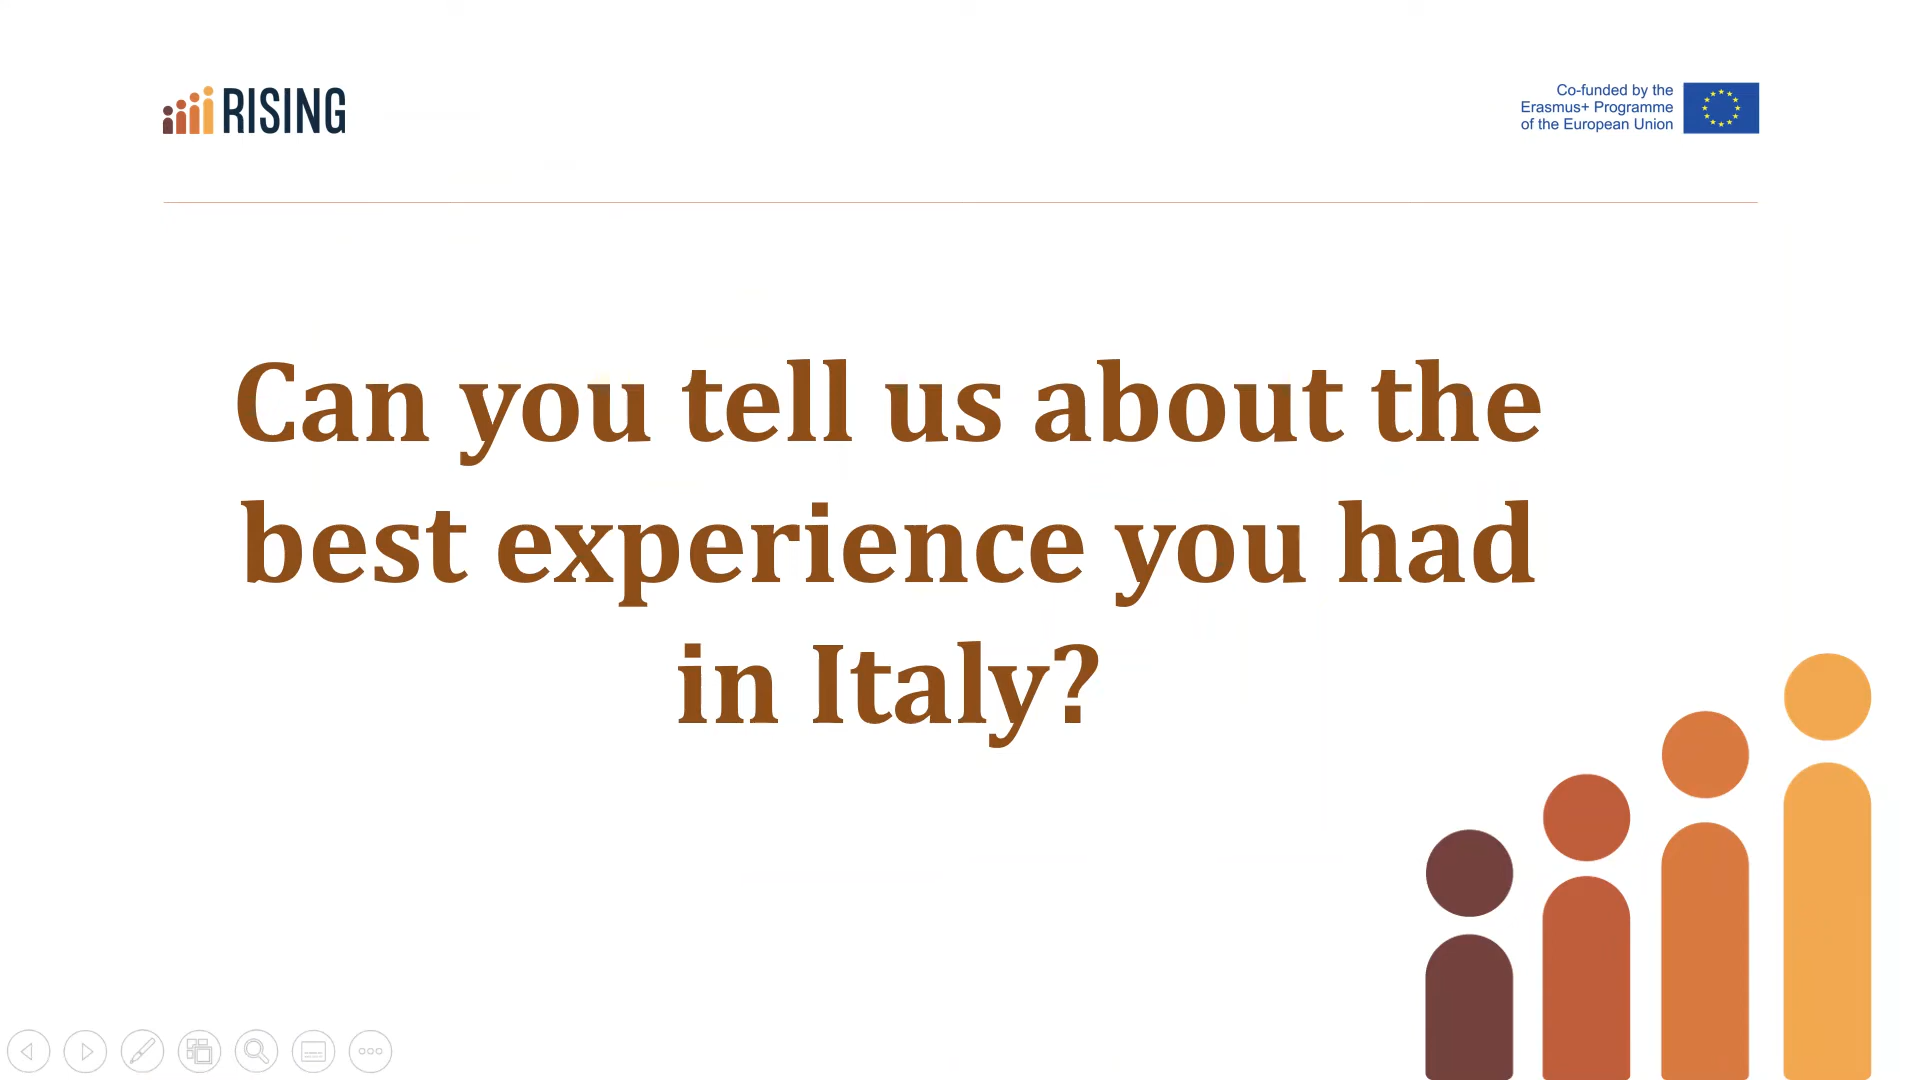 RISING
Co-funded by the
Erasmus+ Programme
of the European Union
Can you tell us about the
best experience you had
in Italy?